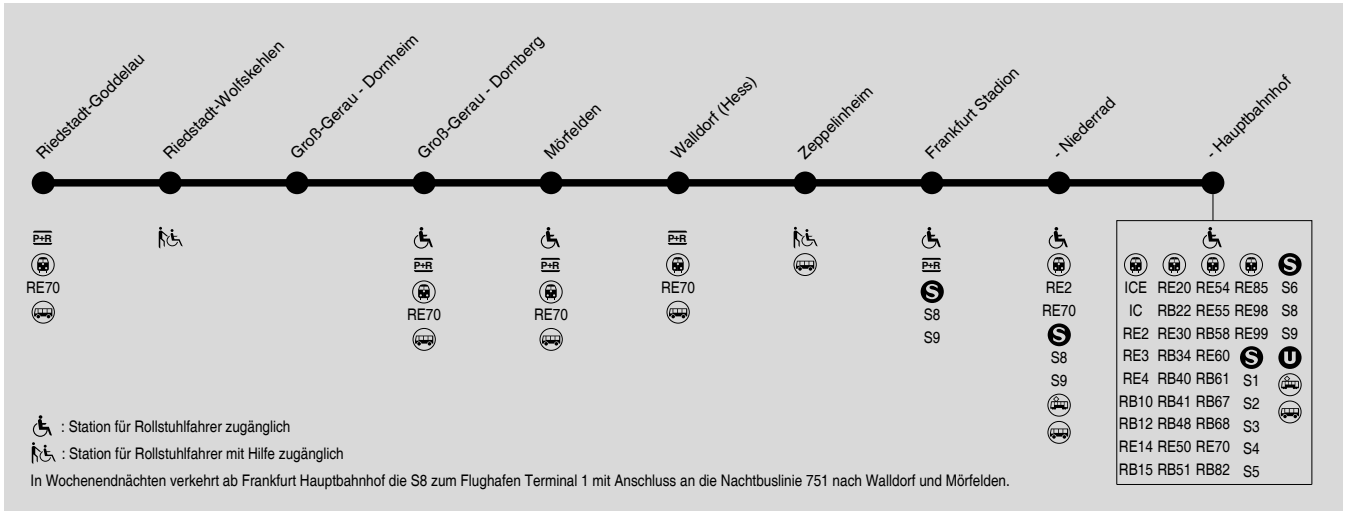 Riedstadt-Goddelau
Riedstadt-Wolfskehlen
Groß-Gerau - Dornheim
Groß-Gerau - Dornberg
Mörfelden
Walldorf (Hess)
Zeppelinheim
Frankfurt Stadion
- Niederrad
- Hauptbahnhof
P+R
RE70
P+R
RE70
P+R
RE70
P+R
RE70
P+R
S
S8
S9
RE2
RE70
S
S8
S9
S
ICE RE20 RE54 RE85 S6
IC RB22 RE55 RE98 S8
RE2 RE30 RB58 RE99 S9
RE3 RB34 RE60 S U
RE4 RB40 RB61 S1
RB10 RB41 RB67 S2
RB12 RB48 RB68 S3
RE14 RE50 RE70 S4
RB15 RB51 RB82 S5
: Station für Rollstuhlfahrer zugänglich
: Station für Rollstuhlfahrer mit Hilfe zugänglich
In Wochenendnächten verkehrt ab Frankfurt Hauptbahnhof die S8 zum Flughafen Terminal 1 mit Anschluss an die Nachtbuslinie 751 nach Walldorf und Mörfelden.